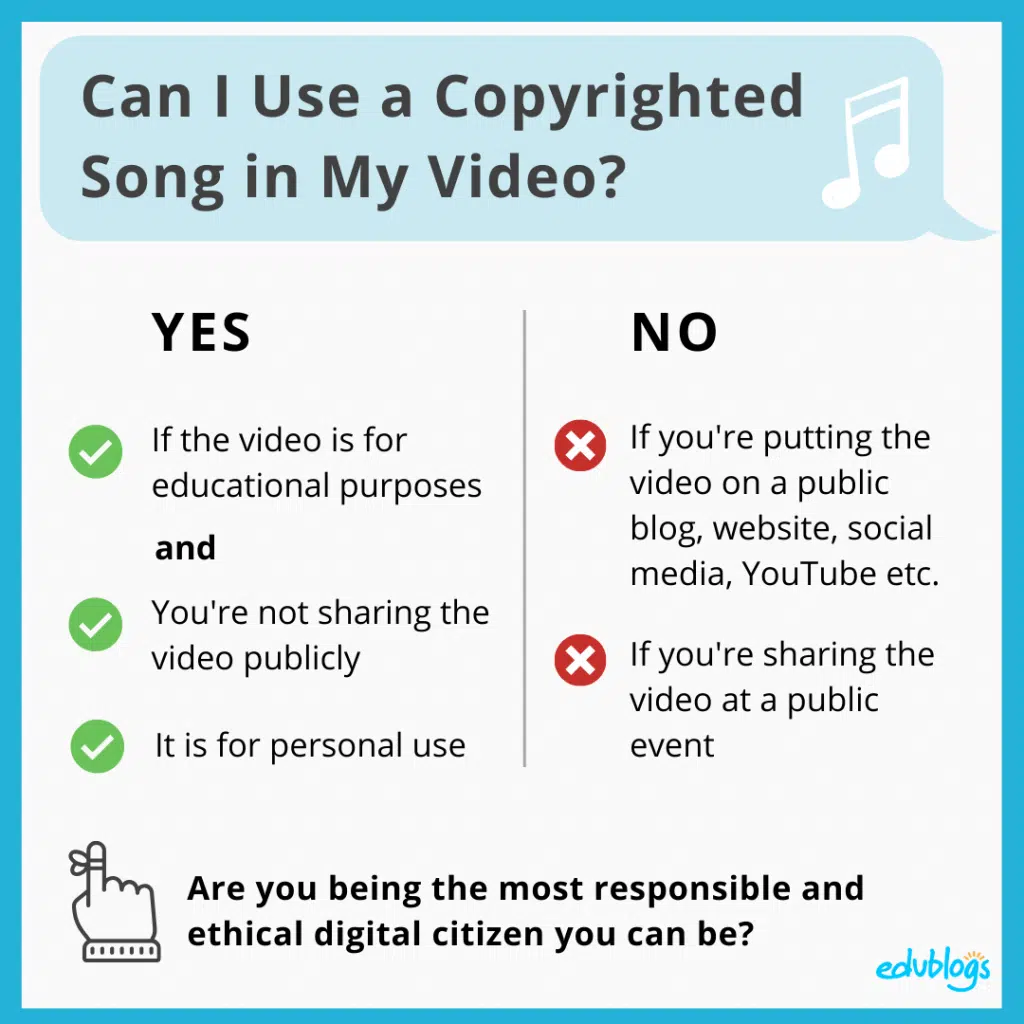 Can I Use a Copyrighted
Song in My Video?
YES
If the video is for
educational purposes
and
You're not sharing the
video publicly
It is for personal use
NO
If you're putting the
video on a public
blog, website, social
media, YouTube etc.
If you're sharing the
video at a public
event
Are you being the most responsible and
ethical digital citizen you can be?
edublogs